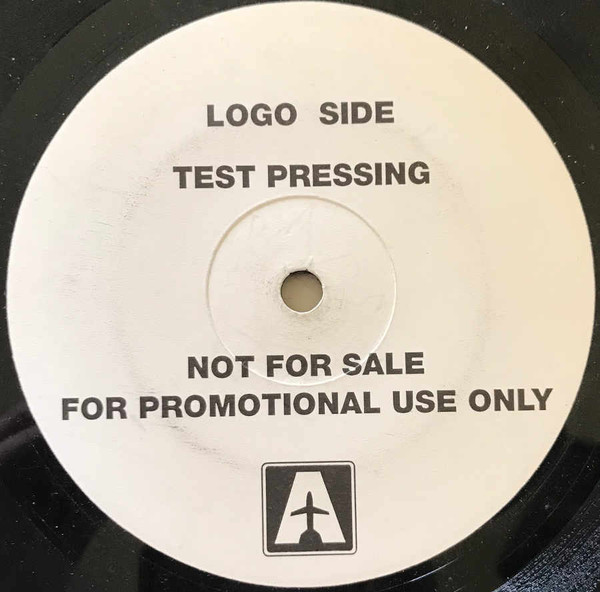 LOGO SIDE
TEST PRESSING
NOT FOR SALE
FOR PROMOTIONAL USE ONLY
A